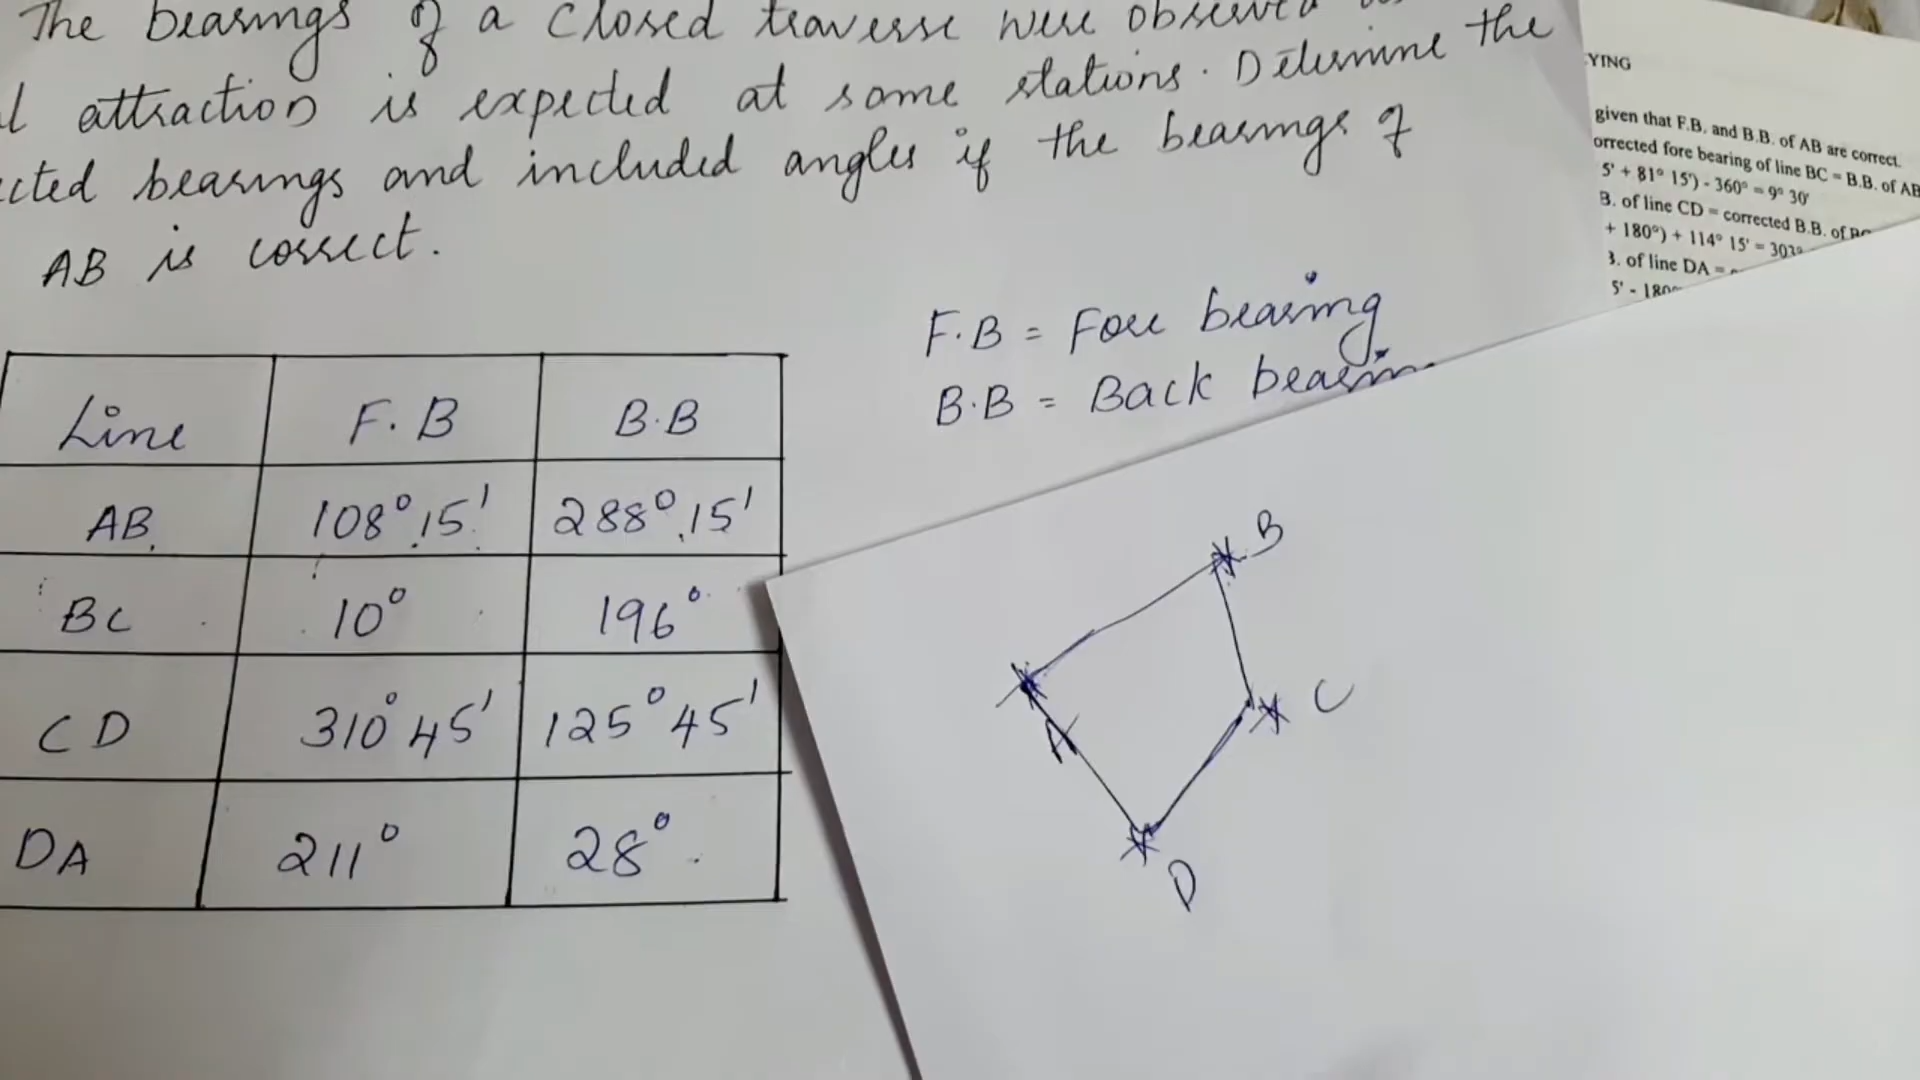 The bearings of a closed traverse were observed
attraction is expected at some stations. Determine the
cted bearings and included angles if the bearings of
AB is correct.
F.B = Fore bearing
B.B = Back bearin
Line F.B B.B
AB 108° 15' 288° 15'
BC 10° 196°
CD 310° 45' 125° 45'
DA 211° 28°
B
A
C
D
YING
given that F.B. and B.B. of AB are correct.
orrected fore bearing of line BC = B.B. of AB
5' + 81° 15') - 360° = 9° 30'
B. of line CD = corrected B.B. of
+ 180°) + 114° 15' = 303°
B. of line DA =
5' - 180°